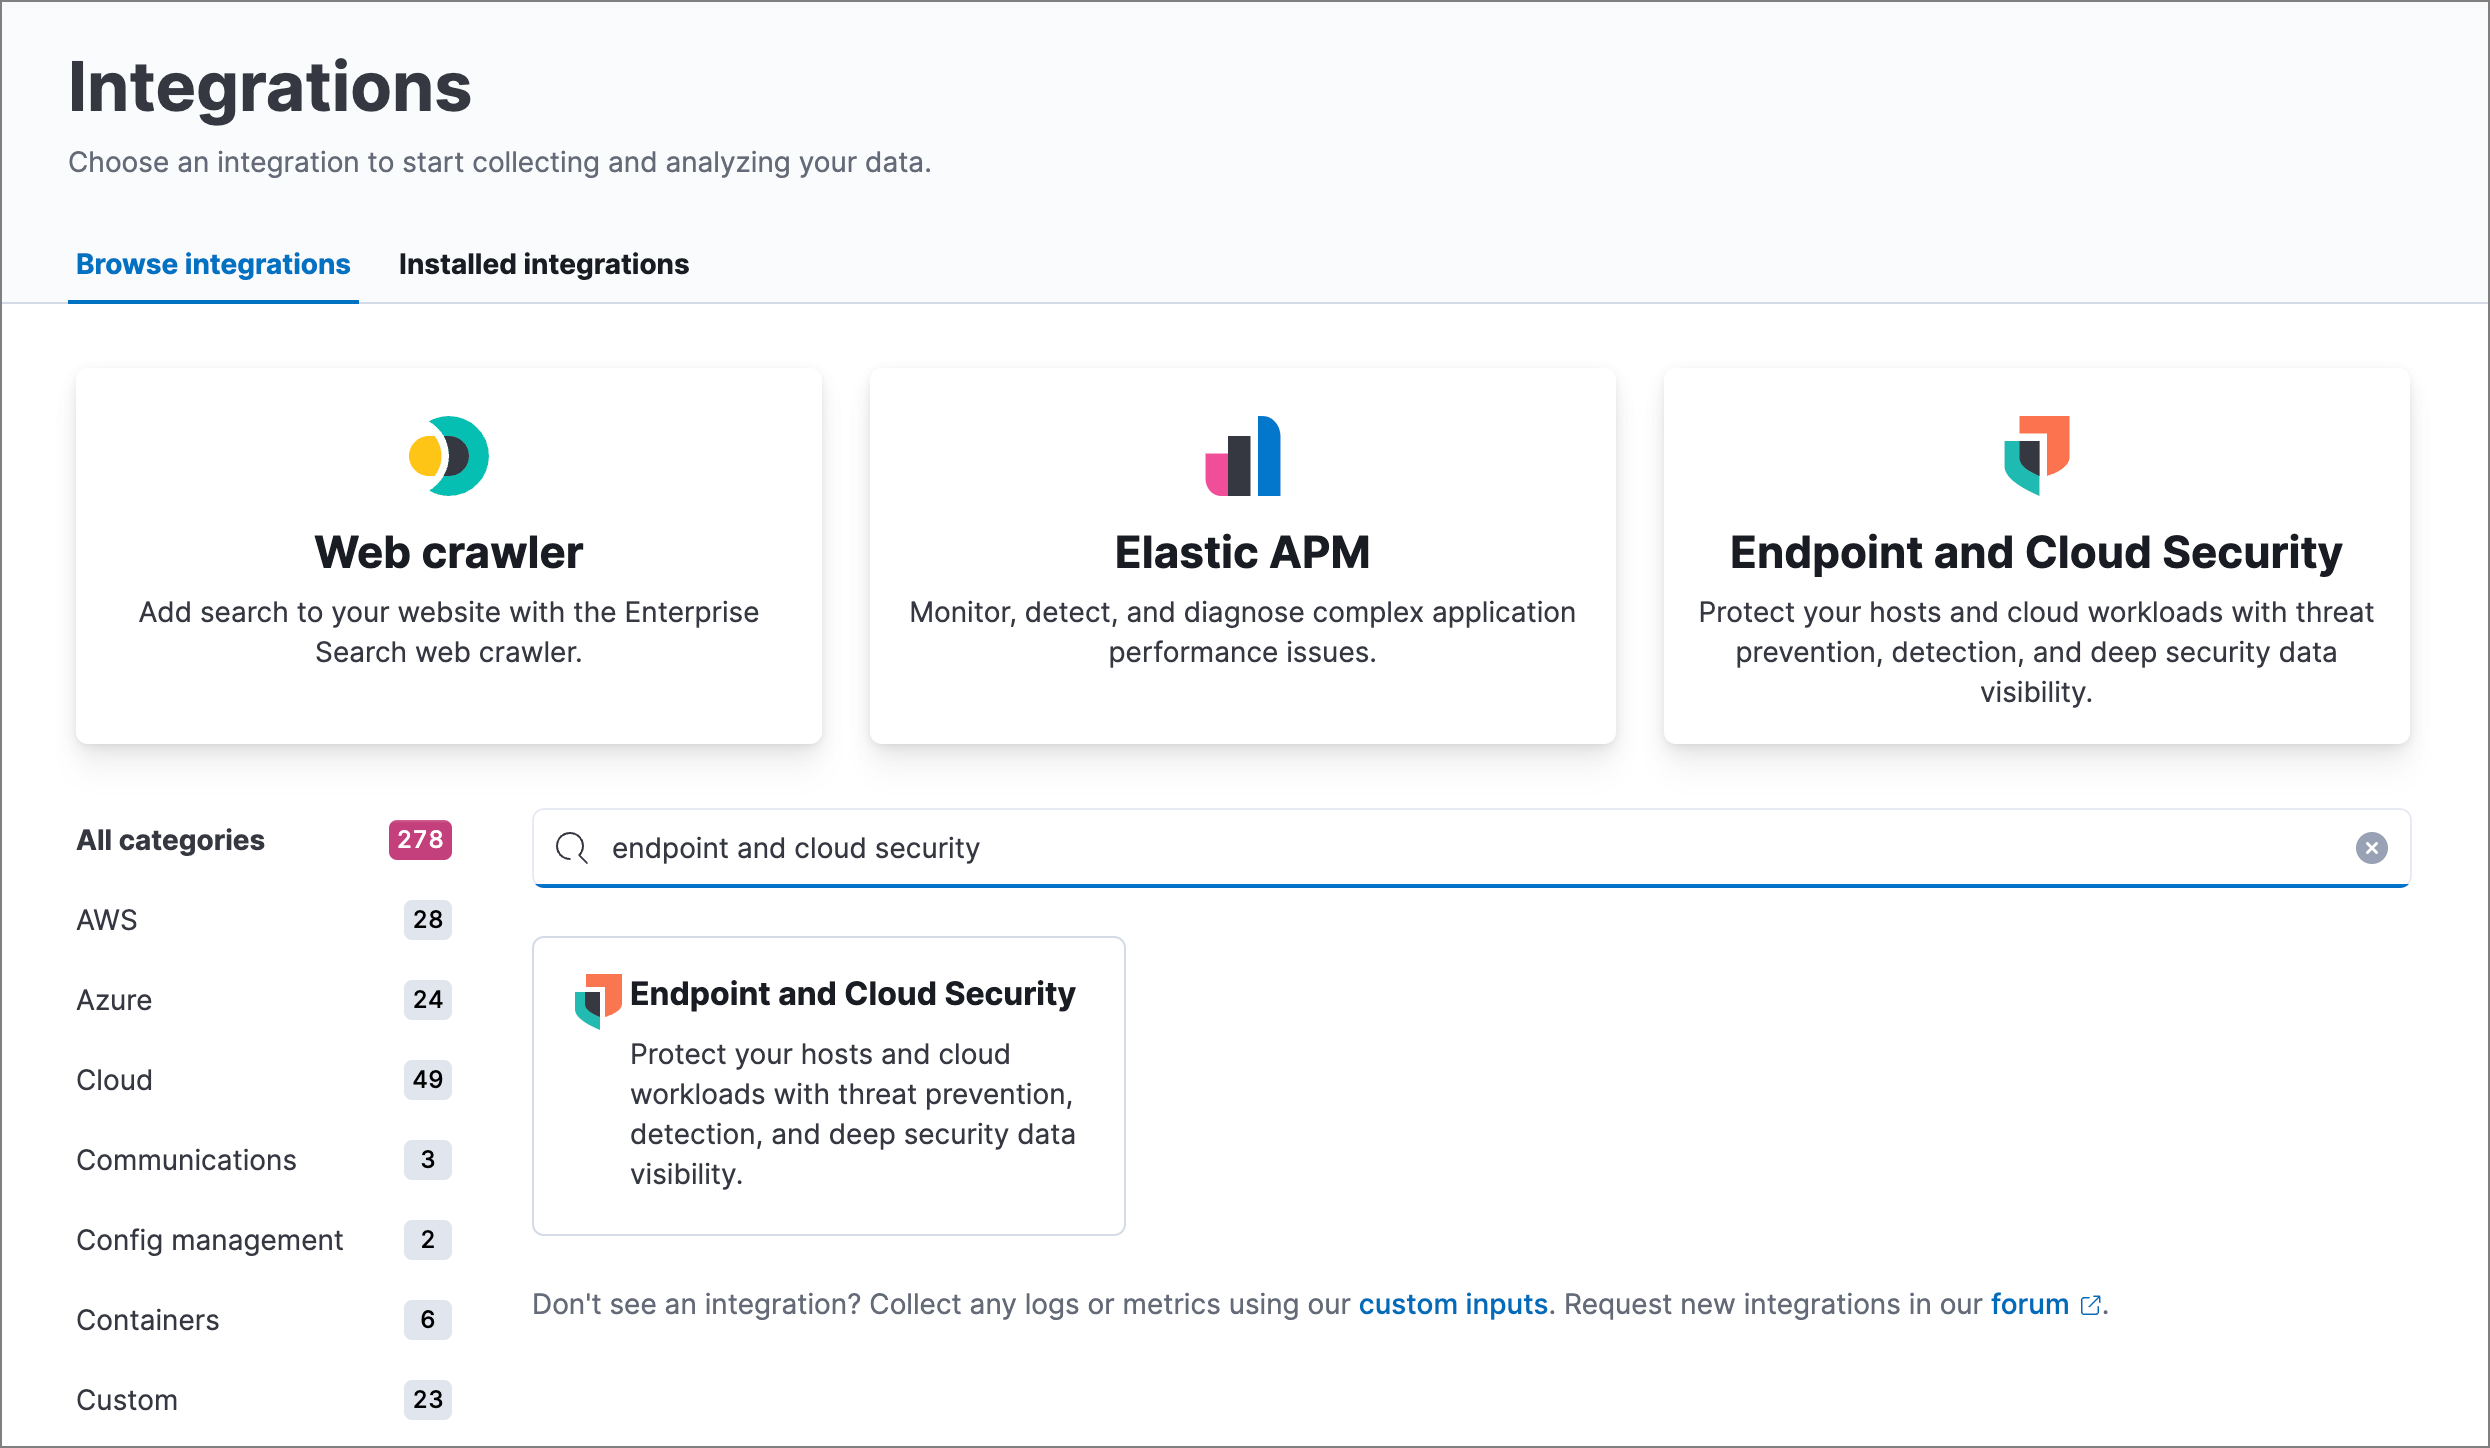 Integrations
Choose an integration to start collecting and analyzing your data.
Browse integrations
Installed integrations
Web crawler
Add search to your website with the Enterprise
Search web crawler.
Elastic APM
Monitor, detect, and diagnose complex application
performance issues.
Endpoint and Cloud Security
Protect your hosts and cloud workloads with threat
prevention, detection, and deep security data
visibility.
All categories 278
AWS 28
Azure 24
Cloud 49
Communications 3
Config management 2
Containers 6
Custom 23
endpoint and cloud security
Endpoint and Cloud Security
Protect your hosts and cloud
workloads with threat prevention,
detection, and deep security data
visibility.
Don't see an integration? Collect any logs or metrics using our custom inputs. Request new integrations in our forum.